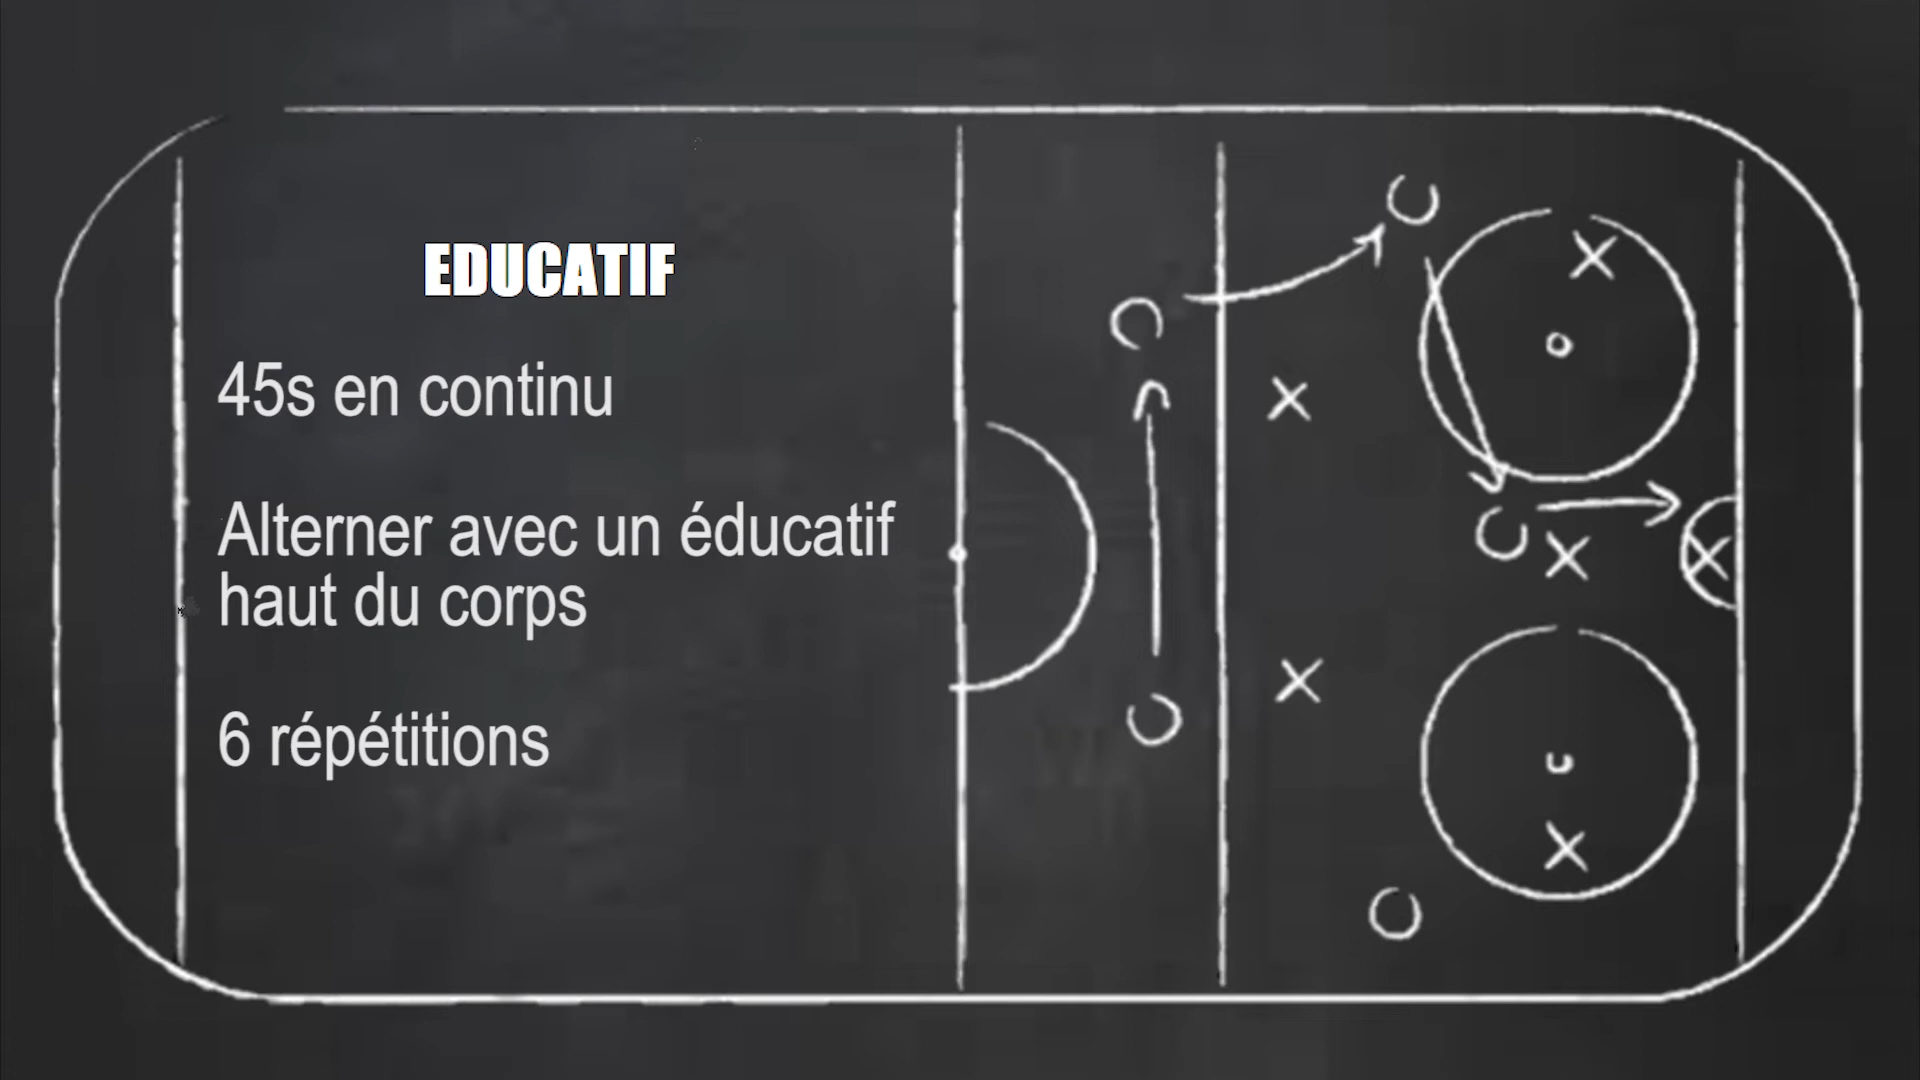 EDUCATIF
45s en continu
Alterner avec un éducatif
haut du corps
6 répétitions